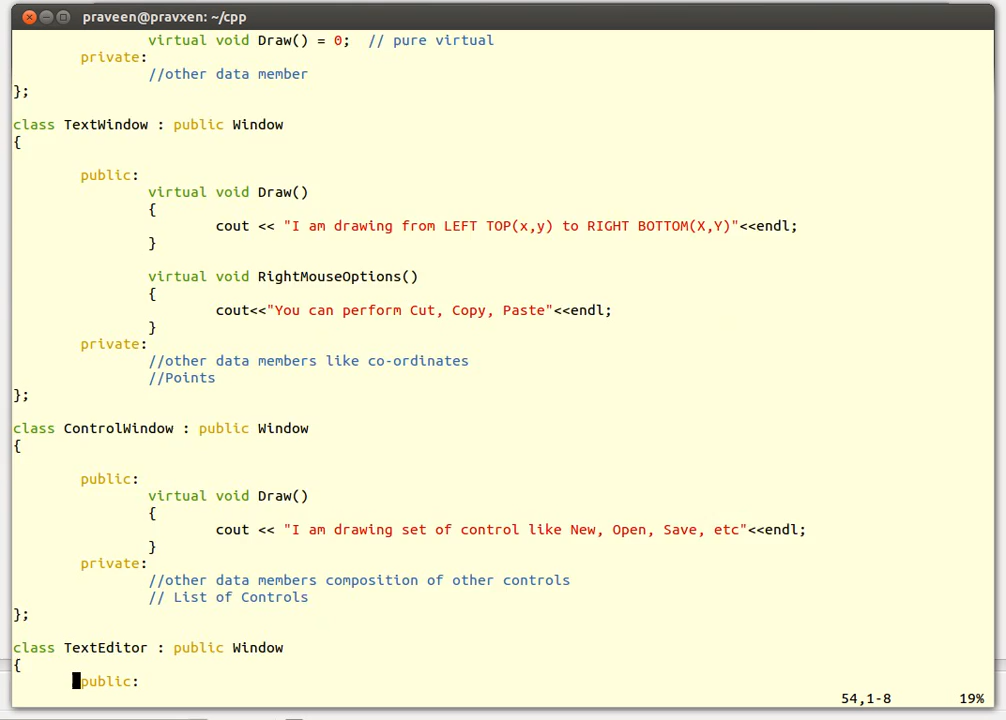 praveen@pravxen: ~/cpp
virtual void Draw() = 0;  // pure virtual
private:
//other data member
};
class TextWindow : public Window
{
public:
virtual void Draw()
{
cout << "I am drawing from LEFT TOP(x,y) to RIGHT BOTTOM(X,Y)"<<endl;
}
virtual void RightMouseOptions()
{
cout<<"You can perform Cut, Copy, Paste"<<endl;
}
private:
//other data members like co-ordinates
//Points
};
class ControlWindow : public Window
{
public:
virtual void Draw()
{
cout << "I am drawing set of control like New, Open, Save, etc"<<endl;
}
private:
//other data members composition of other controls
// List of Controls
};
class TextEditor : public Window
{
public:
54,1-8 19%